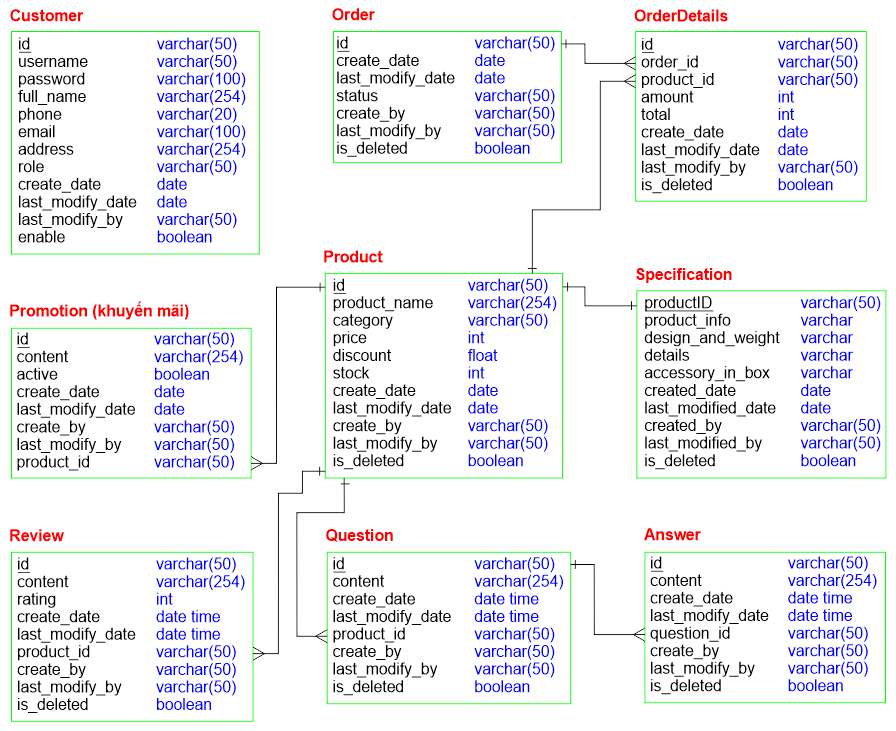 Customer
id varchar(50)
username varchar(50)
password varchar(100)
full_name varchar(254)
phone varchar(20)
email varchar(100)
address varchar(254)
role varchar(50)
create_date date
last_modify_date date
last_modify_by varchar(50)
enable boolean
Order
id varchar(50)
create_date date
last_modify_date date
status varchar(50)
create_by varchar(50)
last_modify_by varchar(50)
is_deleted boolean
OrderDetails
id varchar(50)
order_id varchar(50)
product_id varchar(50)
amount int
total int
create_date date
last_modify_date date
last_modify_by varchar(50)
is_deleted boolean
Promotion (khuyến mãi)
id varchar(50)
content varchar(254)
active boolean
create_date date
last_modify_date date
create_by varchar(50)
last_modify_by varchar(50)
product_id varchar(50)
Product
id varchar(50)
product_name varchar(254)
category varchar(50)
price int
discount float
stock int
create_date date
last_modify_date date
create_by varchar(50)
last_modify_by varchar(50)
is_deleted boolean
Specification
productID varchar(50)
product_info varchar
design_and_weight varchar
details varchar
accessory_in_box varchar
created_date date
last_modified_date date
created_by varchar(50)
last_modified_by varchar(50)
is_deleted boolean
Review
id varchar(50)
content varchar(254)
rating int
create_date date time
last_modify_date date time
product_id varchar(50)
create_by varchar(50)
last_modify_by varchar(50)
is_deleted boolean
Question
id varchar(50)
content varchar(254)
create_date date time
last_modify_date date time
product_id varchar(50)
create_by varchar(50)
last_modify_by varchar(50)
is_deleted boolean
Answer
id varchar(50)
content varchar(254)
create_date date time
last_modify_date date time
question_id varchar(50)
create_by varchar(50)
last_modify_by varchar(50)
is_deleted boolean